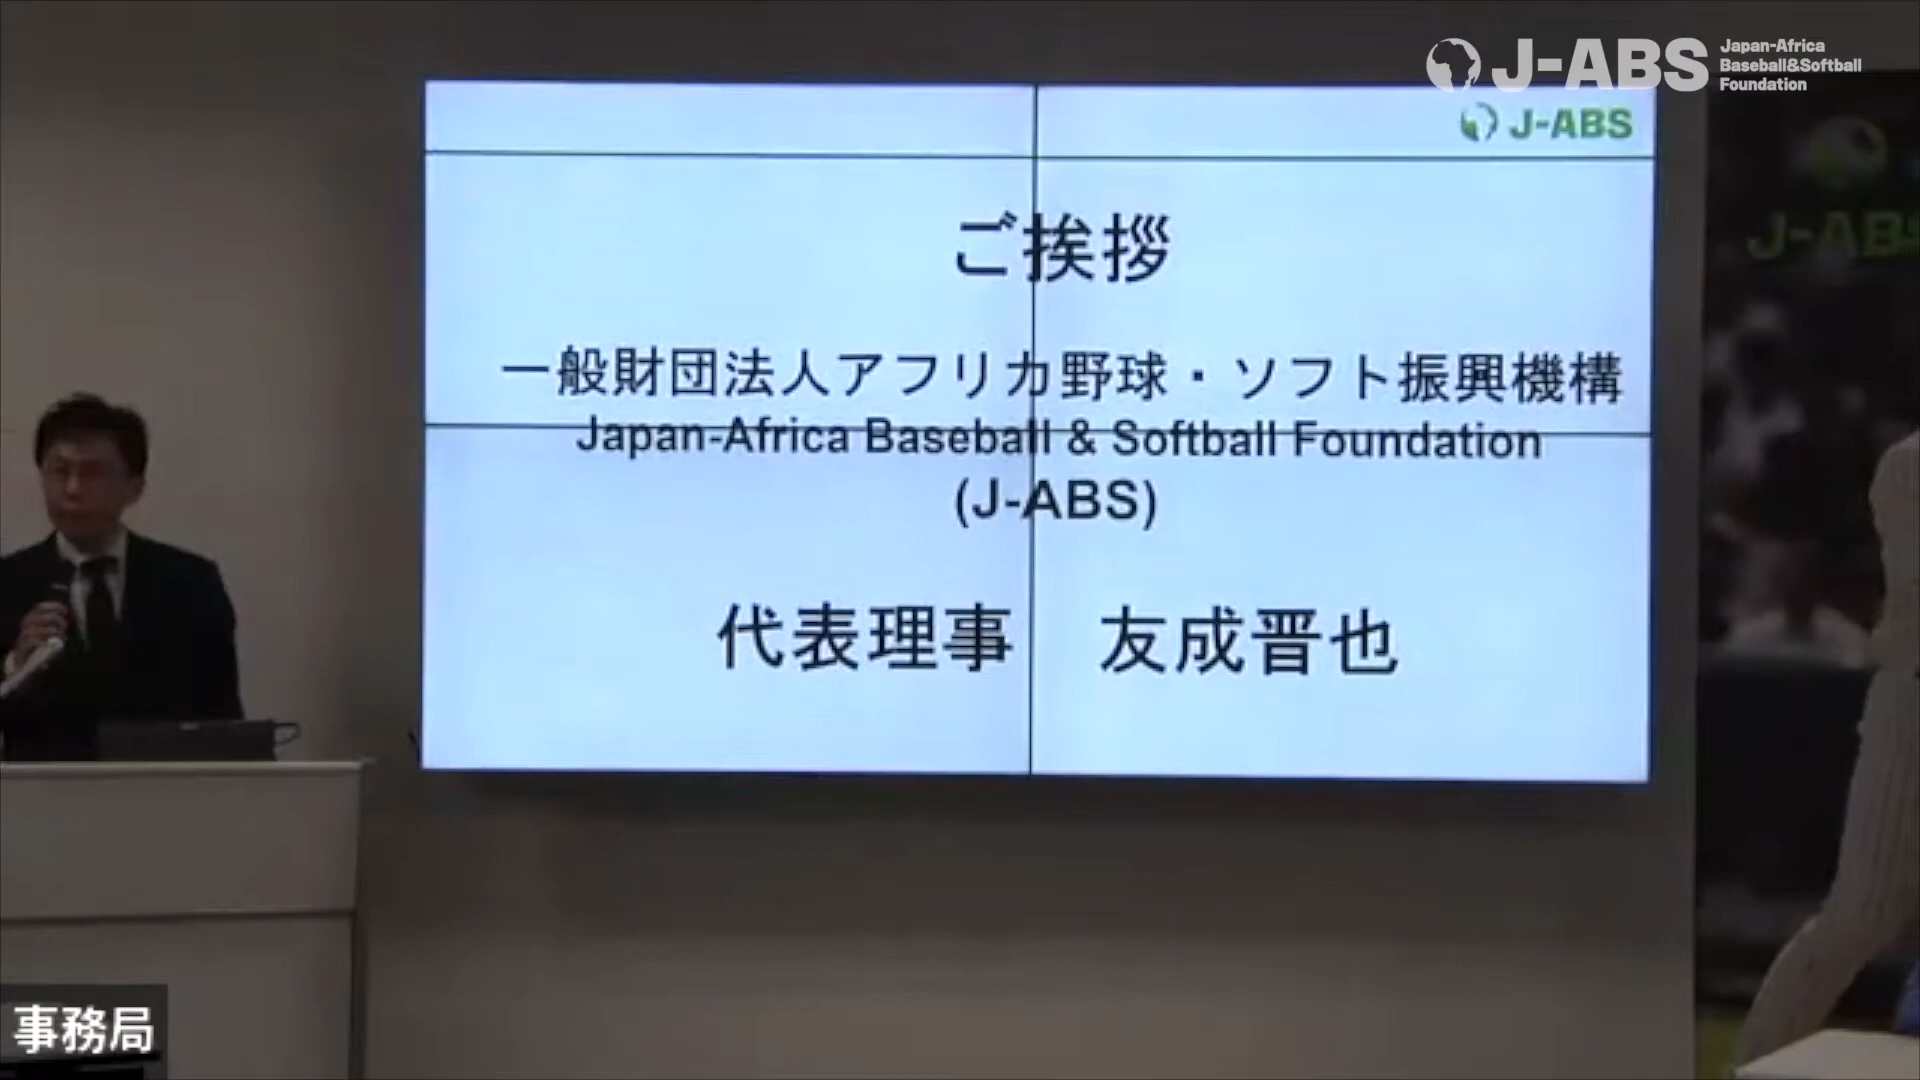 J-ABS
Japan-Africa
Baseball&Softball
Foundation
J-ABS
ご挨拶
一般財団法人アフリカ野球・ソフト振興機構
Japan-Africa Baseball & Softball Foundation
(J-ABS)
代表理事 友成晋也
J-ABS
事務局